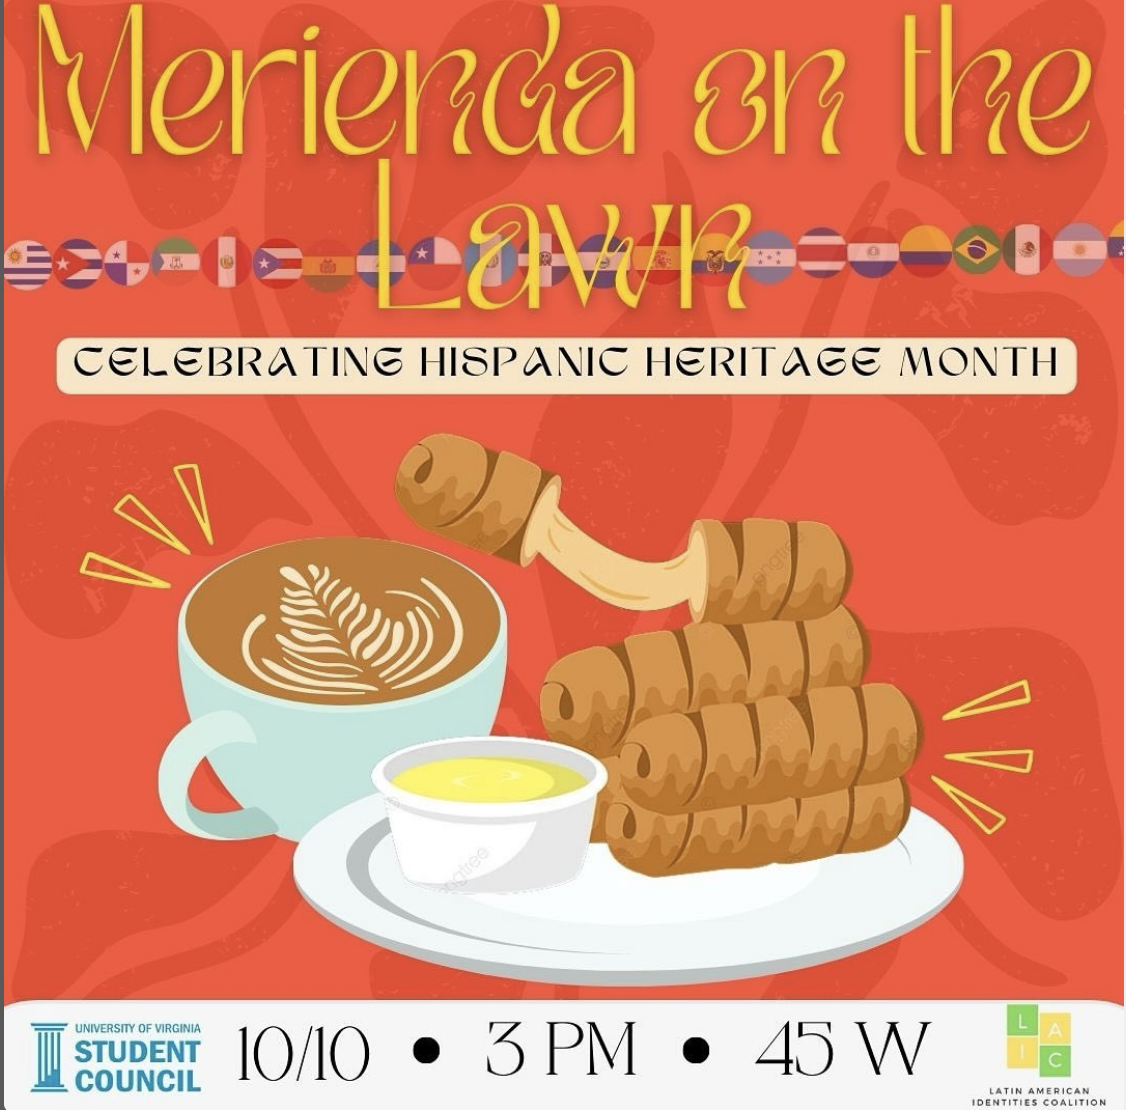 Merienda on the
Lawn
CELEBRATING HISPANIC HERITAGE MONTH
UNIVERSITY OF VIRGINIA
STUDENT
COUNCIL
10/10 • 3 PM • 45 W
L A
I C
LATIN AMERICAN
IDENTITIES COALITION